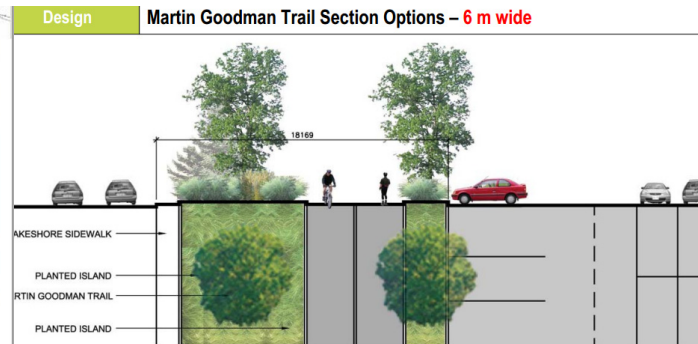 Design
Martin Goodman Trail Section Options – 6 m wide
18169
AKESHORE SIDEWALK
PLANTED ISLAND
RTIN GOODMAN TRAIL
PLANTED ISLAND